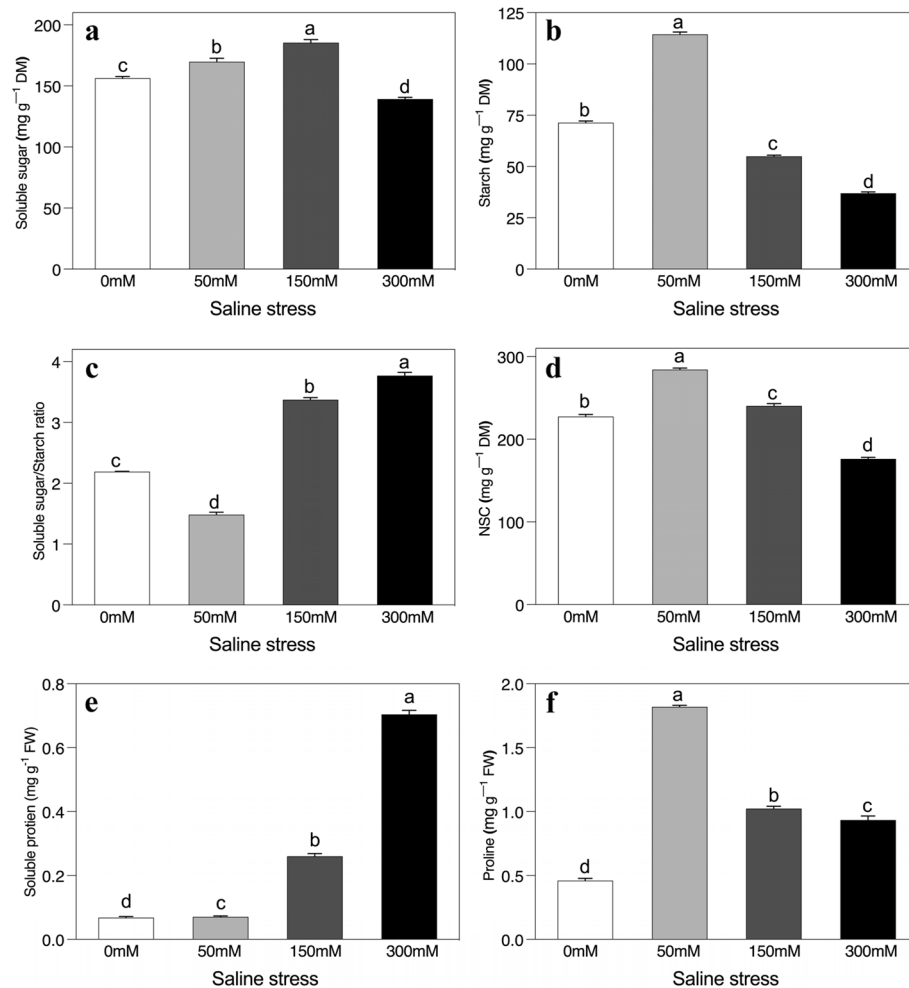 a
Soluble sugar (mg g⁻¹ DM)
200
150
100
50
0
c
b
a
d
0mM 50mM 150mM 300mM
Saline stress
b
Starch (mg g⁻¹ DM)
125
100
75
50
25
0
b
a
c
d
0mM 50mM 150mM 300mM
Saline stress
c
Soluble sugar/Starch ratio
4
3
2
1
0
c
d
b
a
0mM 50mM 150mM 300mM
Saline stress
d
NSC (mg g⁻¹ DM)
300
200
100
0
b
a
c
d
0mM 50mM 150mM 300mM
Saline stress
e
Soluble protien (mg g⁻¹ FW)
0.8
0.6
0.4
0.2
0.0
d
c
b
a
0mM 50mM 150mM 300mM
Saline stress
f
Proline (mg g⁻¹ FW)
2.0
1.5
1.0
0.5
0.0
d
a
b
c
0mM 50mM 150mM 300mM
Saline stress